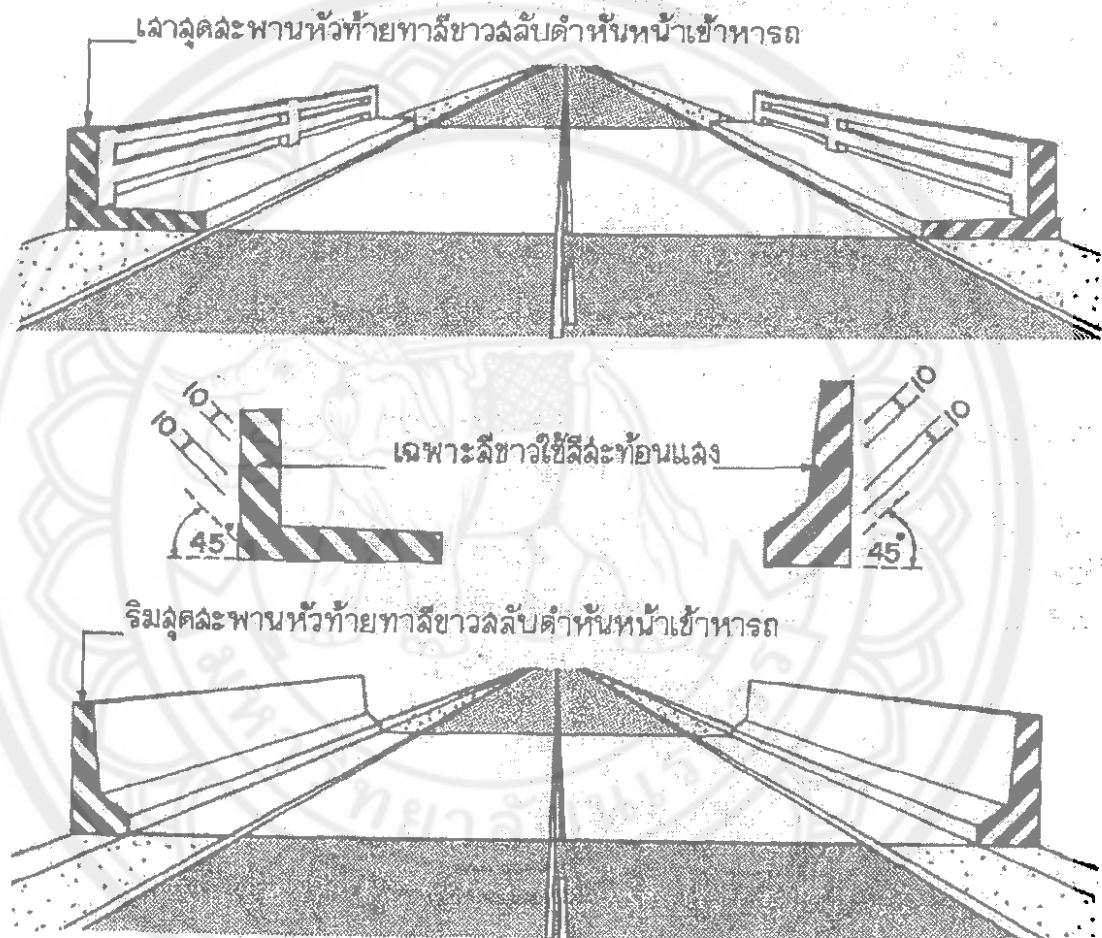 เสาสุดสะพานหัวท้ายทาสีขาวสลับดำหันหน้าเข้าหารถ
10
10
10
10
เฉพาะสีขาวใช้สีสะท้อนแสง
45°
45°
ริมสุดสะพานหัวท้ายทาสีขาวสลับดำหันหน้าเข้าหารถ